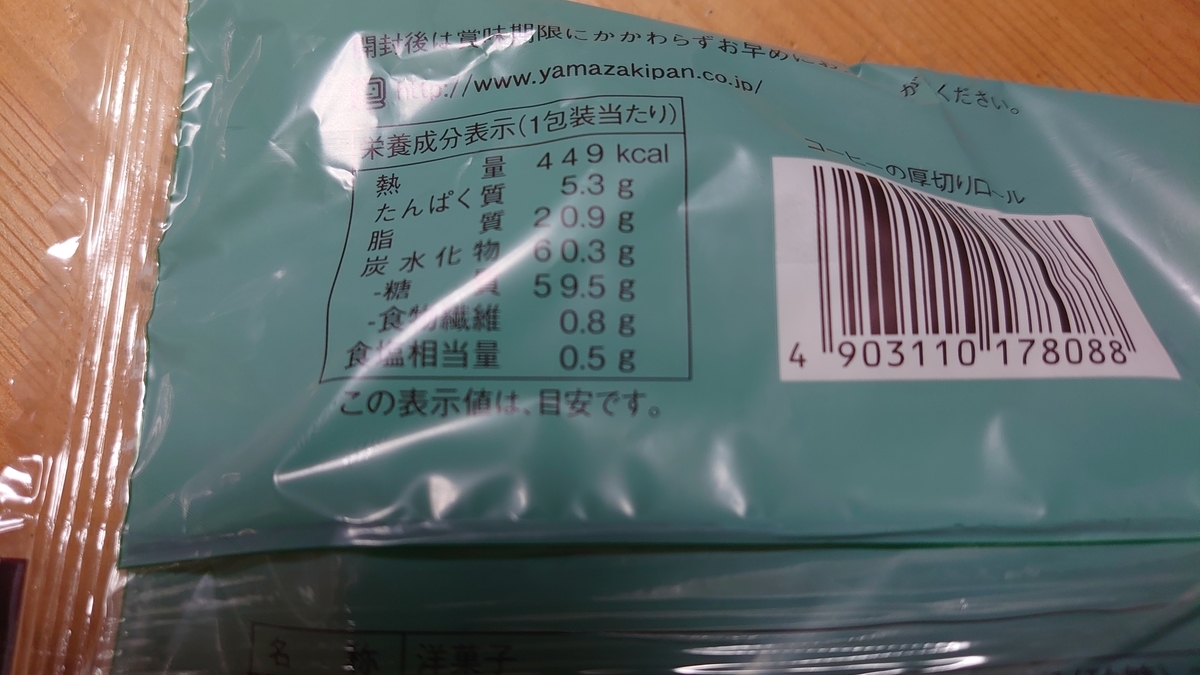 開封後は賞味期限にかかわらずお早めに
がください。
http://www.yamazakipan.co.jp/
栄養成分表示(1包装当たり)
熱量 449 kcal
たんぱく質 5.3 g
脂質 20.9 g
炭水化物 60.3 g
-糖質 59.5 g
-食物繊維 0.8 g
食塩相当量 0.5 g
この表示値は、目安です。
コーヒーの厚切りロール
4 903110 178088
名称 洋菓子